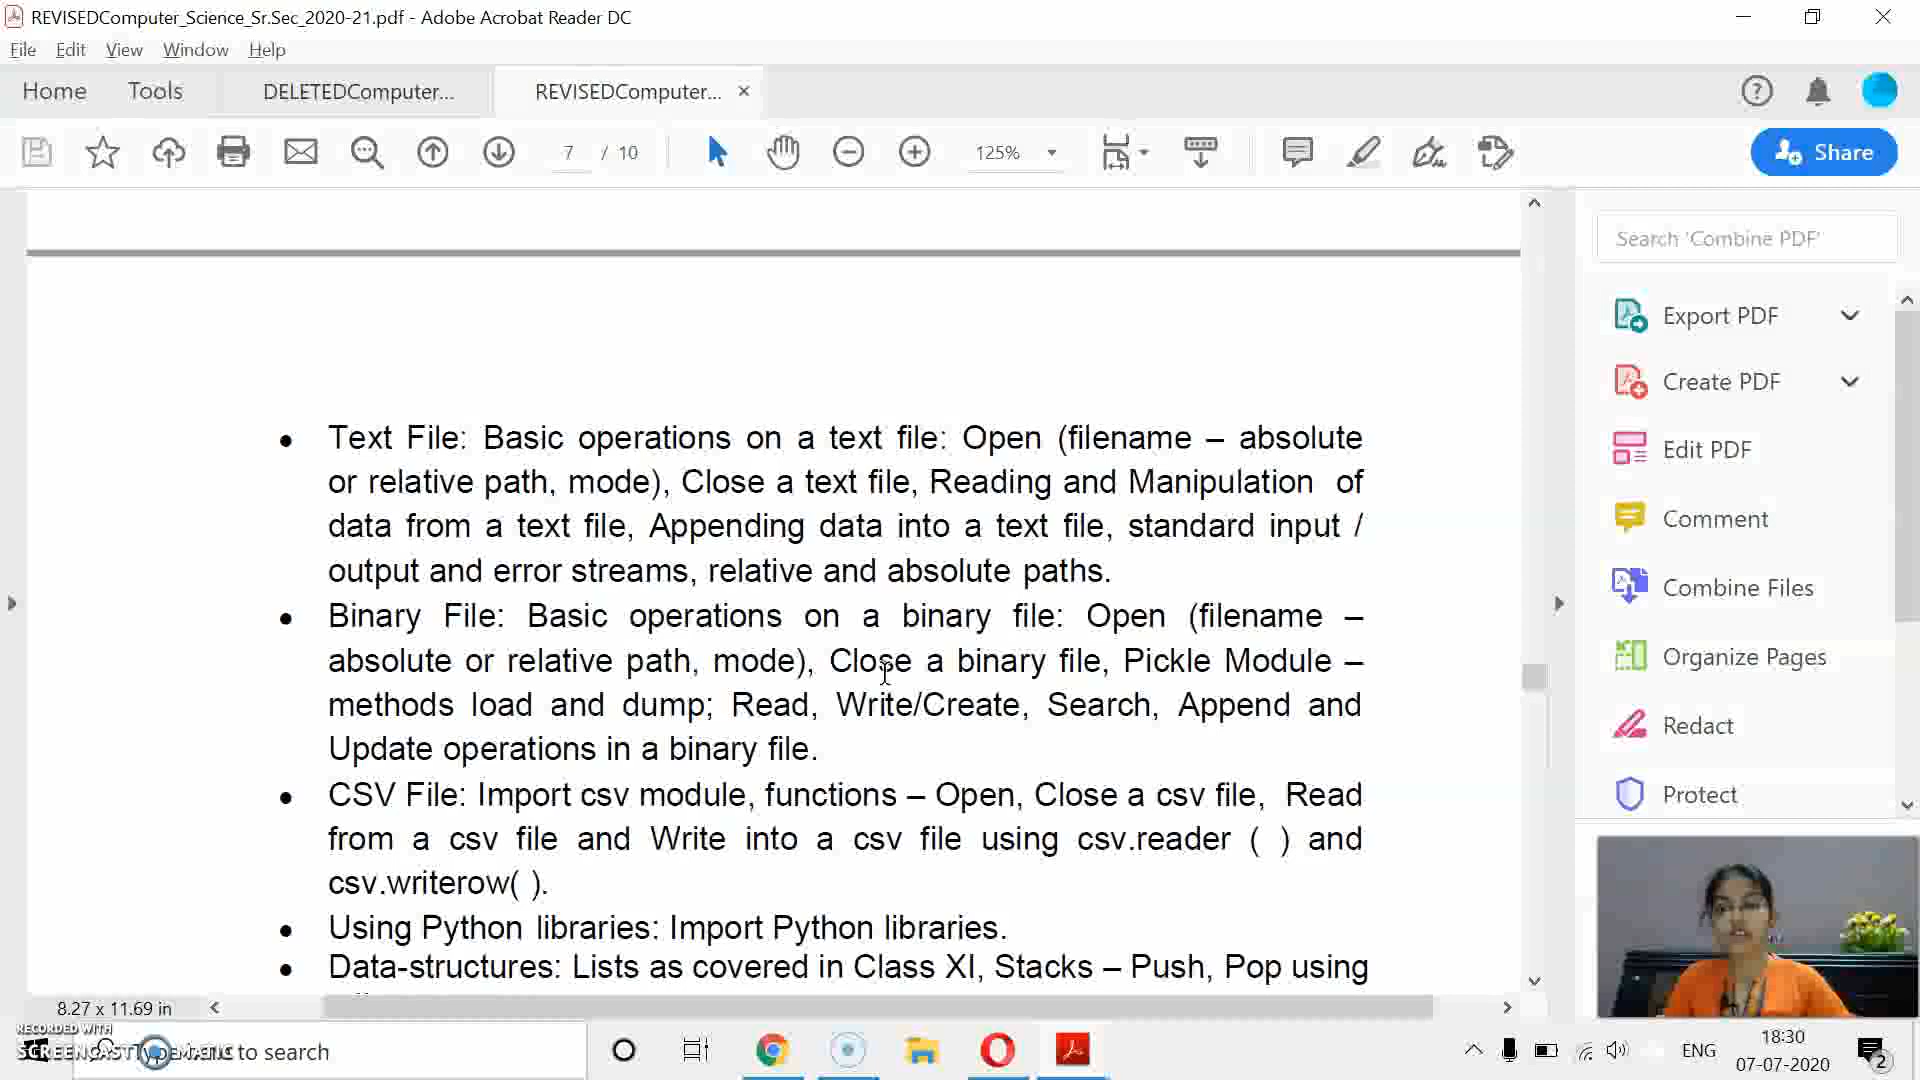 REVISEDComputer_Science_Sr.Sec_2020-21.pdf - Adobe Acrobat Reader DC
File Edit View Window Help
Home Tools DELETEDComputer... REVISEDComputer... ×
7 / 10 125% Share
Search 'Combine PDF'
Export PDF
Create PDF
Edit PDF
Comment
Combine Files
Organize Pages
Redact
Protect
• Text File: Basic operations on a text file: Open (filename – absolute
or relative path, mode), Close a text file, Reading and Manipulation of
data from a text file, Appending data into a text file, standard input /
output and error streams, relative and absolute paths.
• Binary File: Basic operations on a binary file: Open (filename –
absolute or relative path, mode), Close a binary file, Pickle Module –
methods load and dump; Read, Write/Create, Search, Append and
Update operations in a binary file.
• CSV File: Import csv module, functions – Open, Close a csv file, Read
from a csv file and Write into a csv file using csv.reader ( ) and
csv.writerow( ).
• Using Python libraries: Import Python libraries.
• Data-structures: Lists as covered in Class XI, Stacks – Push, Pop using
8.27 x 11.69 in
RECORDED WITH
SCREENCAST MATIC
to search
ENG
18:30
07-07-2020
2